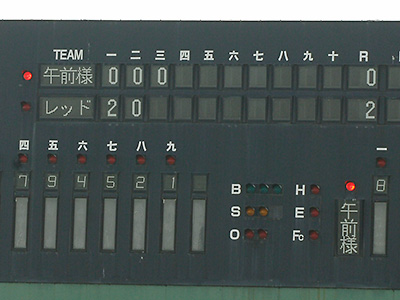 TEAM 一 二 三 四 五 六 七 八 九 十 R
午前様 0 0 0 0
レッド 2 0 2
四 五 六 七 八 九 一
7 9 4 5 2 1 8
B H
S E
O Fc
午前様